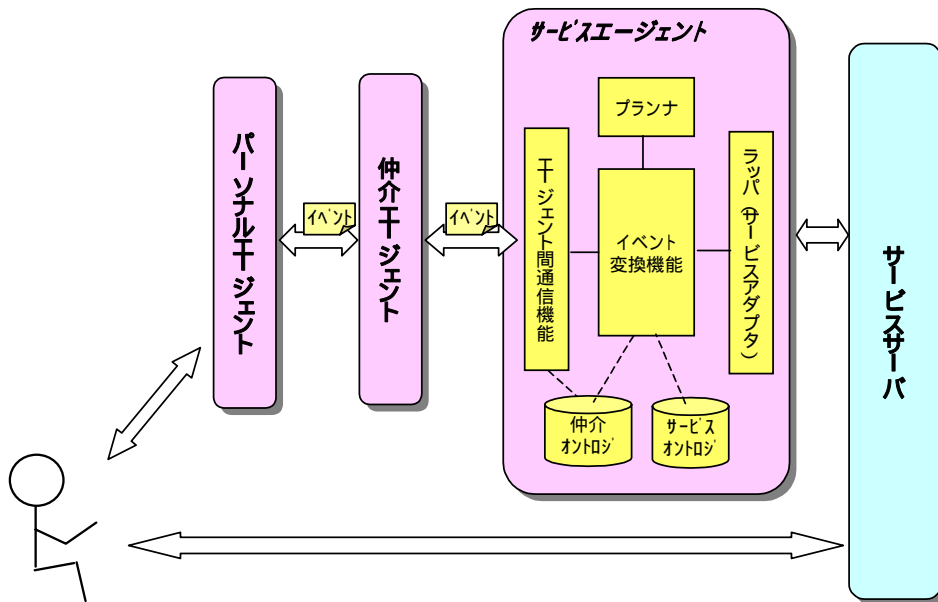 サービスエージェント
パーソナルエージェント
イベント
仲介エージェント
イベント
エージェント間通信機能
プランナ
イベント
変換機能
ラッパ(サービスアダプタ)
仲介
オントロジ
サービス
オントロジ
サービスサーバ